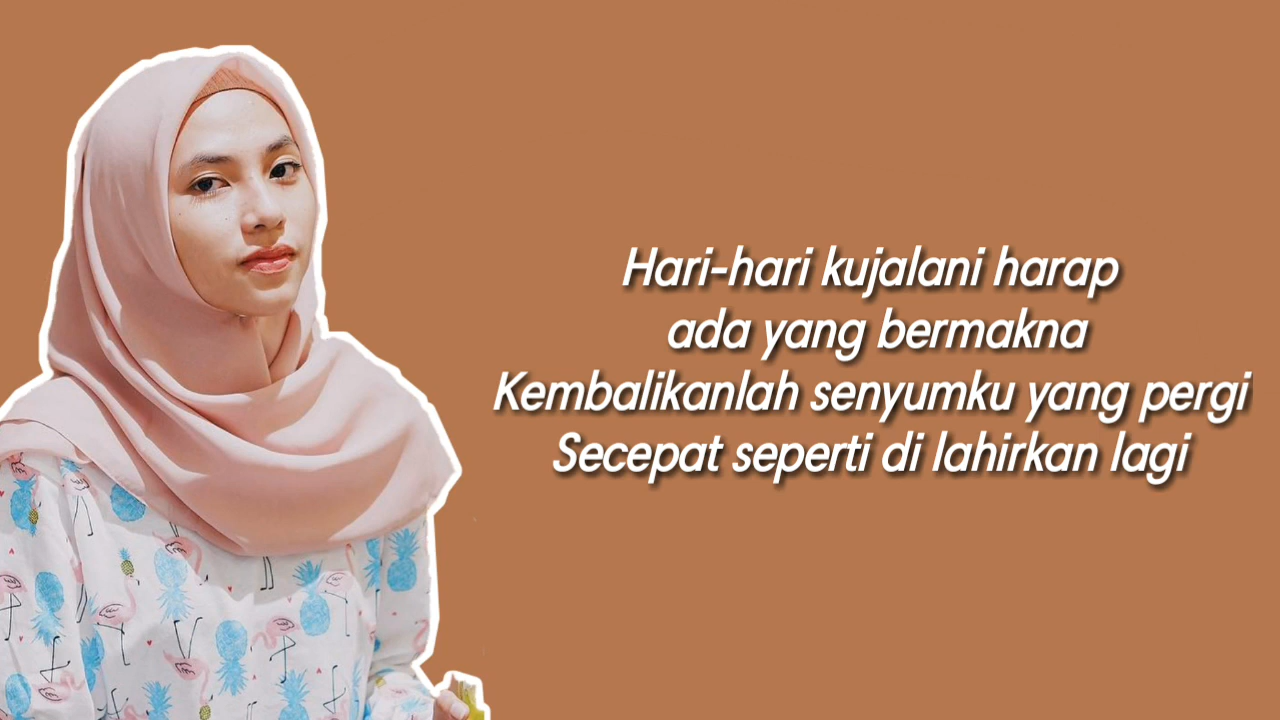 Hari-hari kujalani harap
ada yang bermakna
Kembalikanlah senyumku yang pergi
Secepat seperti di lahirkan lagi